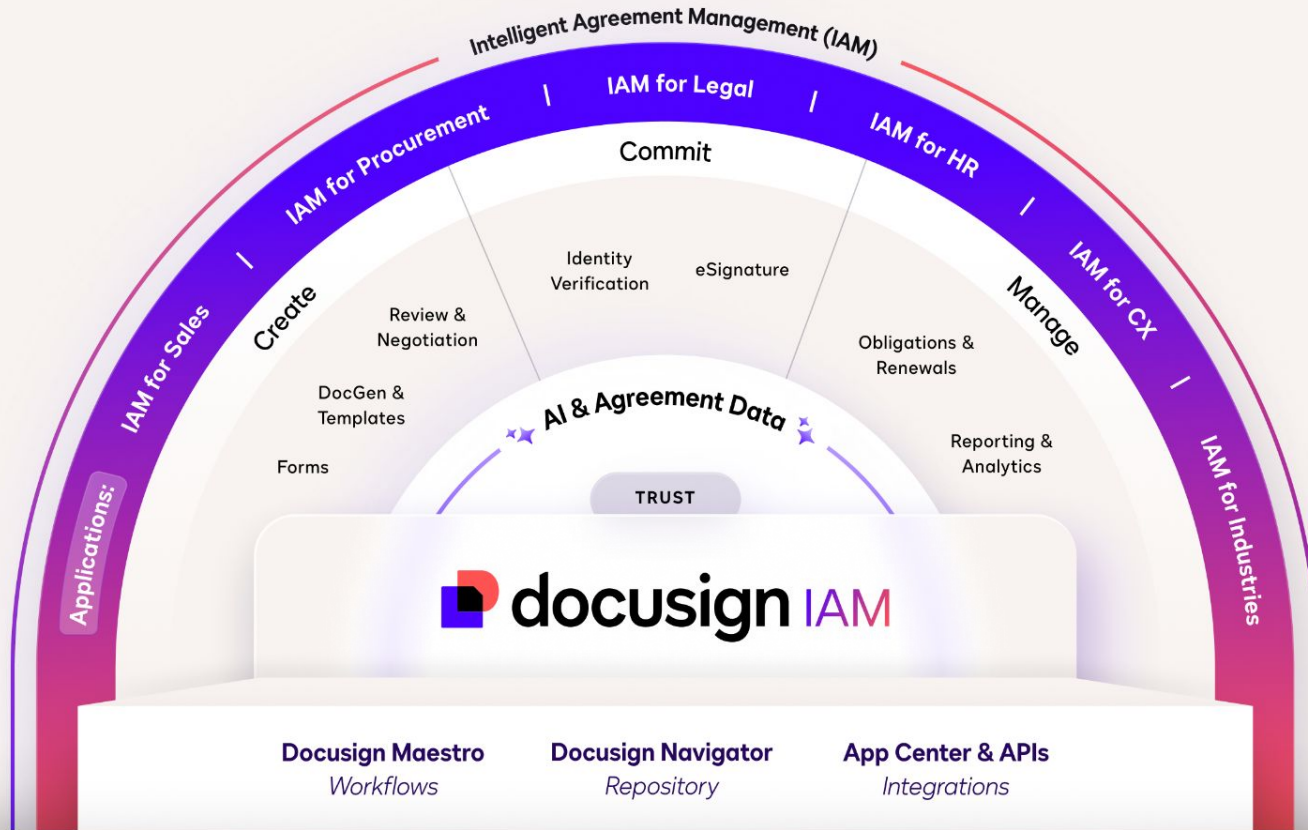 Intelligent Agreement Management (IAM)
Applications:
IAM for Sales
|
IAM for Procurement
|
IAM for Legal
|
IAM for HR
|
IAM for CX
|
IAM for Industries
Create
Forms
DocGen &
Templates
Review &
Negotiation
Commit
Identity
Verification
eSignature
Manage
Obligations &
Renewals
Reporting &
Analytics
AI & Agreement Data
TRUST
docusign IAM
Docusign Maestro
Workflows
Docusign Navigator
Repository
App Center & APIs
Integrations